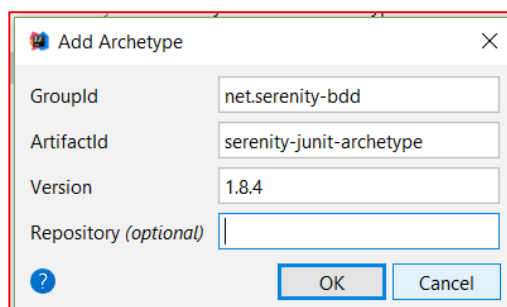 Add Archetype
GroupId net.serenity-bdd
ArtifactId serenity-junit-archetype
Version 1.8.4
Repository (optional)
? OK Cancel